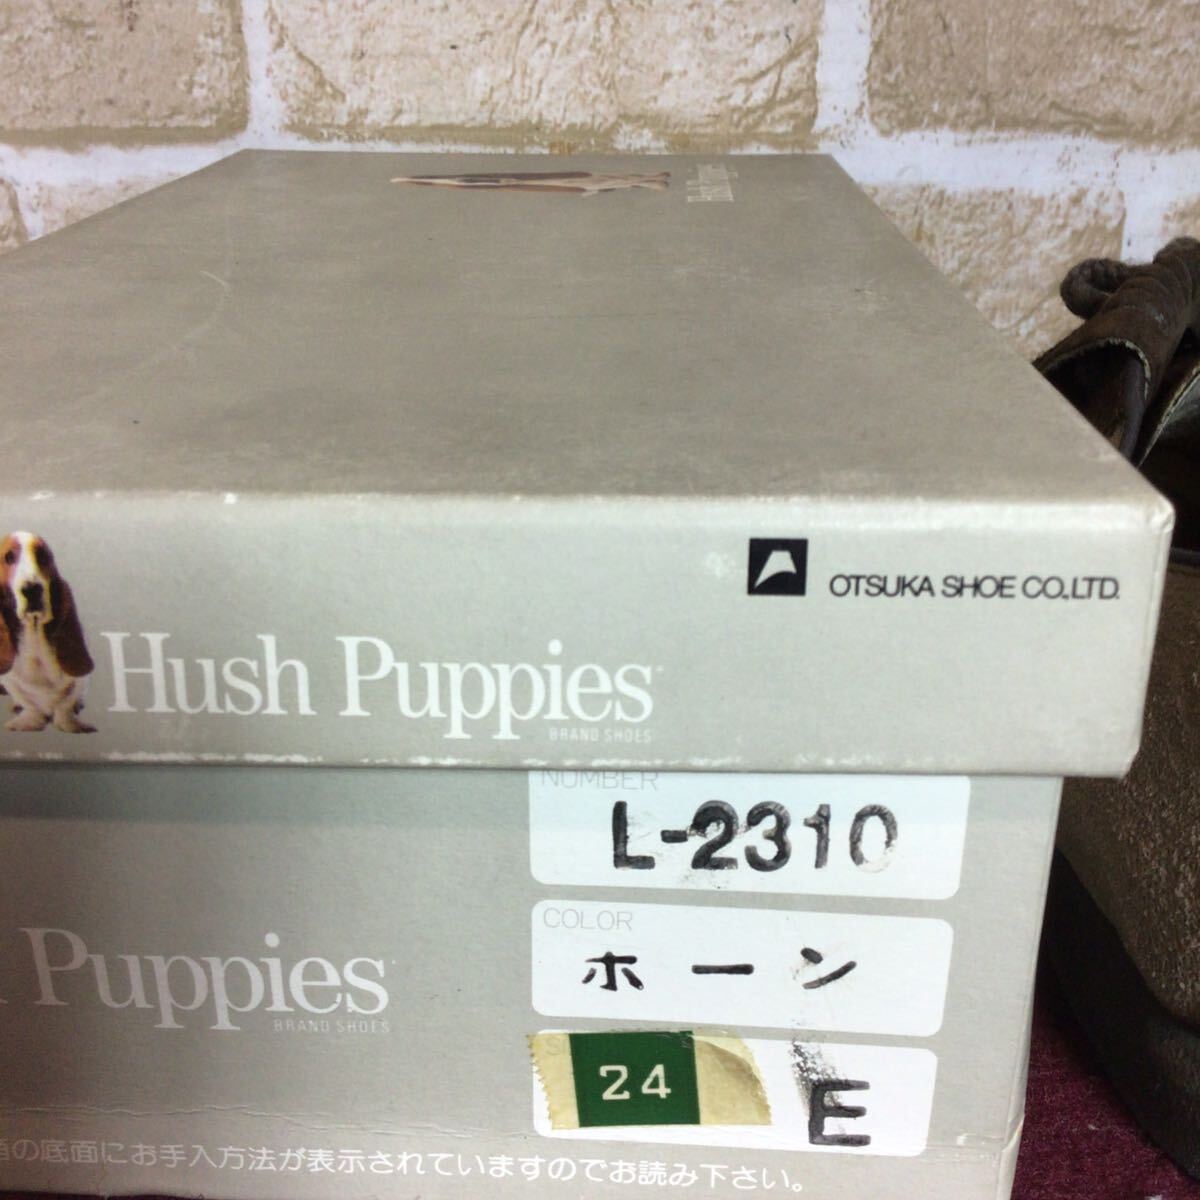 Hush Puppies
OTSUKA SHOE CO.,LTD.
Hush Puppies
BRAND SHOES
NUMBER
L-2310
COLOR
ホーン
Puppies
BRAND SHOES
24
E
の底面にお手入方法が表示されていますのでお読み下さい。